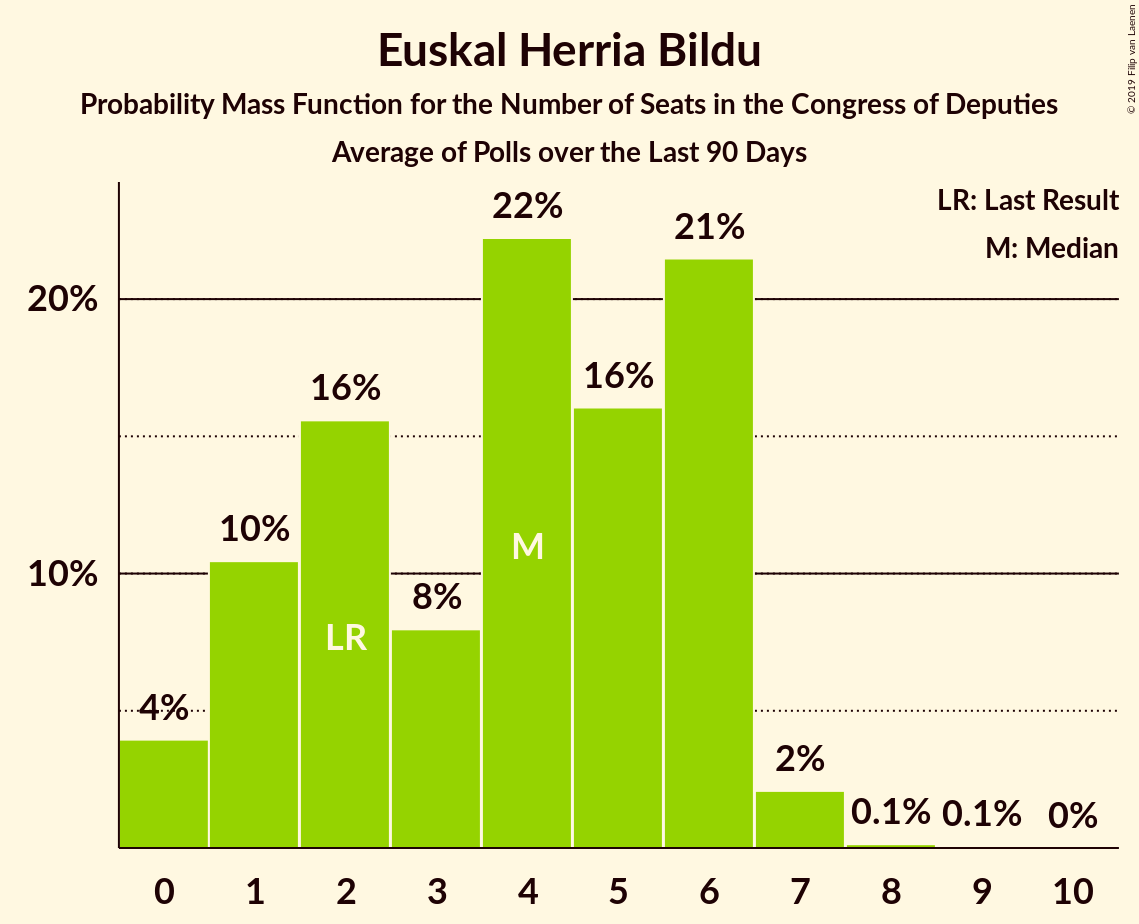 Euskal Herria Bildu
Probability Mass Function for the Number of Seats in the Congress of Deputies
Average of Polls over the Last 90 Days
© 2019 Filip van Laenen
LR: Last Result
M: Median
22%
21%
20%
16%
16%
10%
M
10%
8%
LR
4%
2%
0.1%
0.1%
0%
0 1 2 3 4 5 6 7 8 9 10